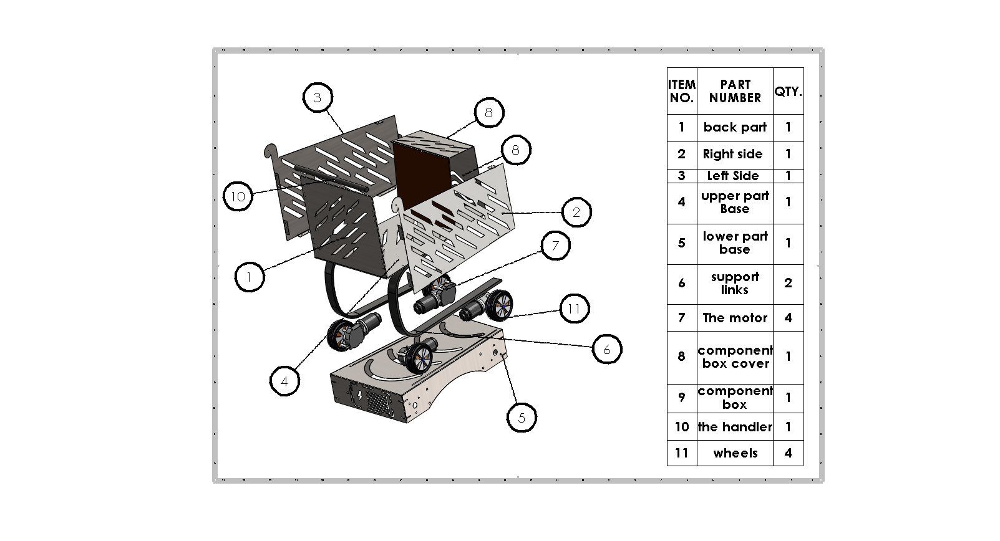 ITEM NO. PART NUMBER QTY.
1 back part 1
2 Right side 1
3 Left Side 1
4 upper part Base 1
5 lower part base 1
6 support links 2
7 The motor 4
8 component box cover 1
9 component box 1
10 the handler 1
11 wheels 4
3
8
8
10
2
7
1
11
6
4
5